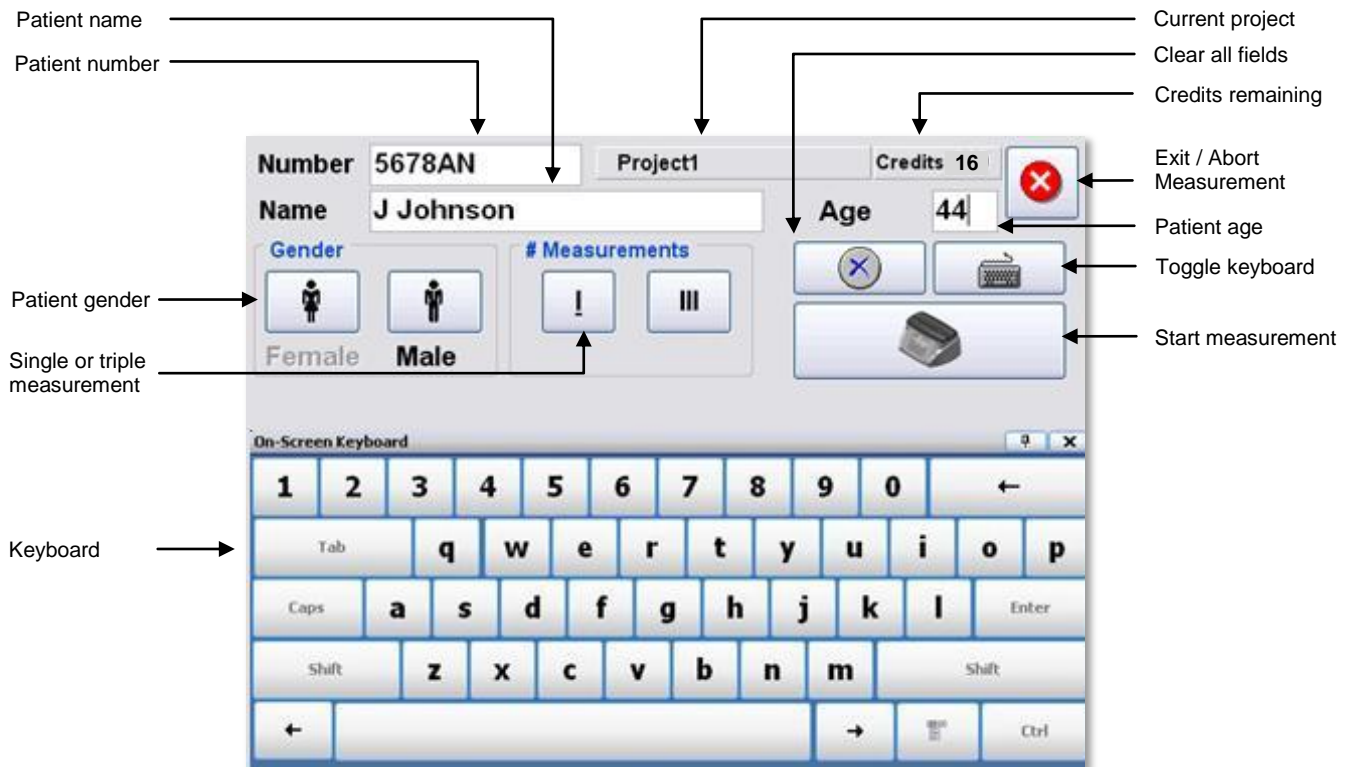 Patient name
Current project
Patient number
Clear all fields
Credits remaining
Number 5678AN Project1 Credits 16
Exit / Abort
Measurement
Name J Johnson Age 44
Patient age
Gender # Measurements
Toggle keyboard
I III
Patient gender
Start measurement
Female Male
Single or triple
measurement
On-Screen Keyboard
1 2 3 4 5 6 7 8 9 0 ←
Keyboard
Tab q w e r t y u i o p
Caps a s d f g h j k l Enter
Shift z x c v b n m Shift
← → Ctrl